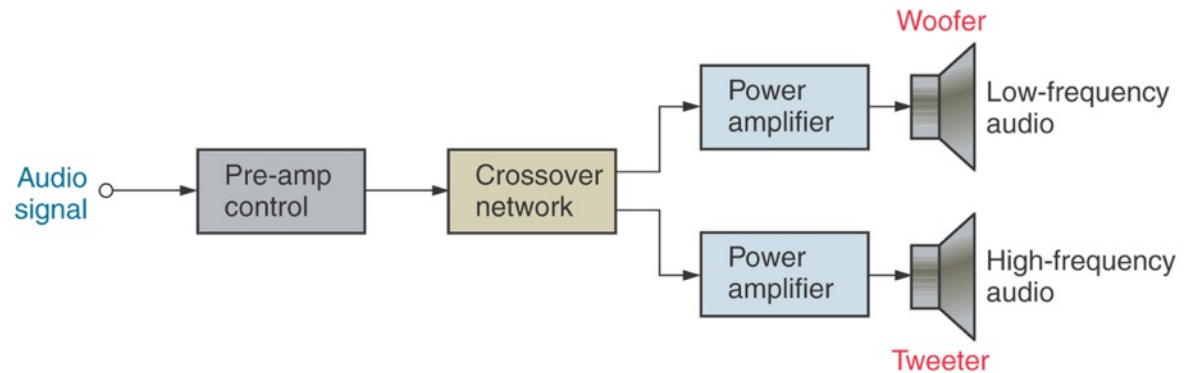 Audio
signal
Pre-amp
control
Crossover
network
Power
amplifier
Woofer
Low-frequency
audio
Power
amplifier
High-frequency
audio
Tweeter